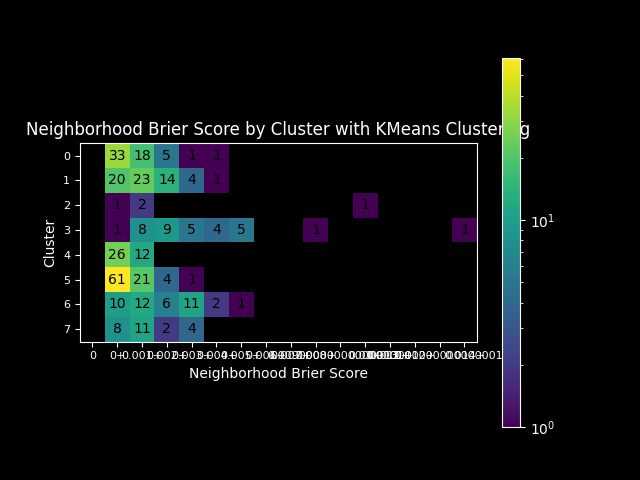 Neighborhood Brier Score by Cluster with KMeans Clustering
0 33 18 5 1 1
1 20 23 14 4 1
2 1 2 1
3 1 8 9 5 4 5 1 1
4 26 12
5 61 21 4 1
6 10 12 6 11 2 1
7 8 11 2 4
Cluster
0
Neighborhood Brier Score
10^1
10^0